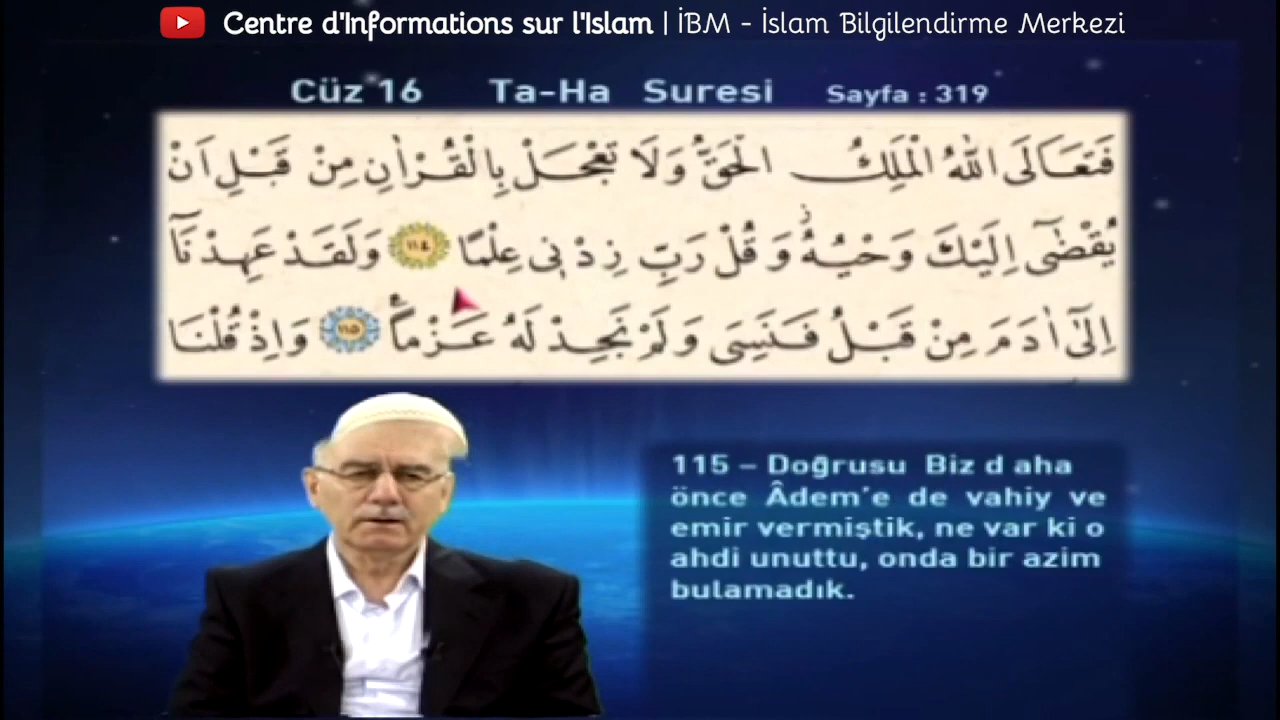 Centre d'Informations sur l'Islam | İBM - İslam Bilgilendirme Merkezi
Cüz 16 Ta-Ha Suresi Sayfa : 319
فَتَعَالَى اللّٰهُ الْمَلِكُ الْحَقُّۚ وَلَا تَعْجَلْ بِالْقُرْاٰنِ مِنْ قَبْلِ اَنْ
يُقْضٰٓى اِلَيْكَ وَحْيُهُۘ وَقُلْ رَبِّ زِدْن۪ى عِلْمًا ١١٤ وَلَقَدْ عَهِدْنَٓا
اِلٰٓى اٰدَمَ مِنْ قَبْلُ فَنَسِىَ وَلَمْ نَجِدْ لَهُ عَزْمًاۚ ١١٥ وَاِذْ قُلْنَا
115 – Doğrusu Biz d aha
önce Âdem'e de vahiy ve
emir vermiştik, ne var ki o
ahdi unuttu, onda bir azim
bulamadık.